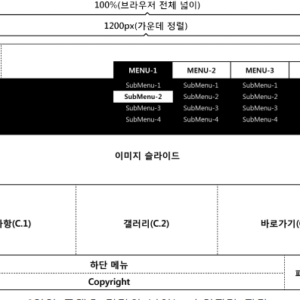 100%(브라우저 전체 넓이)
1200px(가운데 정렬)
MENU-1 MENU-2 MENU-3
SubMenu-1 SubMenu-1 SubMenu-1
SubMenu-2 SubMenu-2 SubMenu-2
SubMenu-3 SubMenu-3 SubMenu-3
SubMenu-4 SubMenu-4 SubMenu-4
이미지 슬라이드
항(C.1) 갤러리(C.2) 바로가기(
하단 메뉴
Copyright